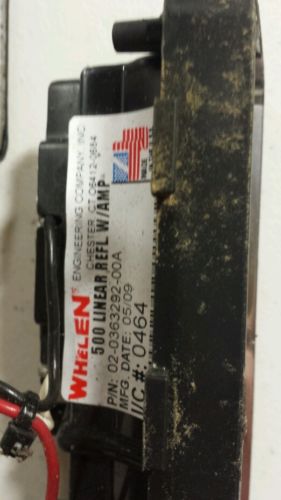 WHELEN®
ENGINEERING COMPANY, INC.
CHESTER, CT 06412-0684
500 LINEAR REFL W/AMP
P/N: 02-0363292-00A
MFG. DATE: 05/09
I/C#: 0464